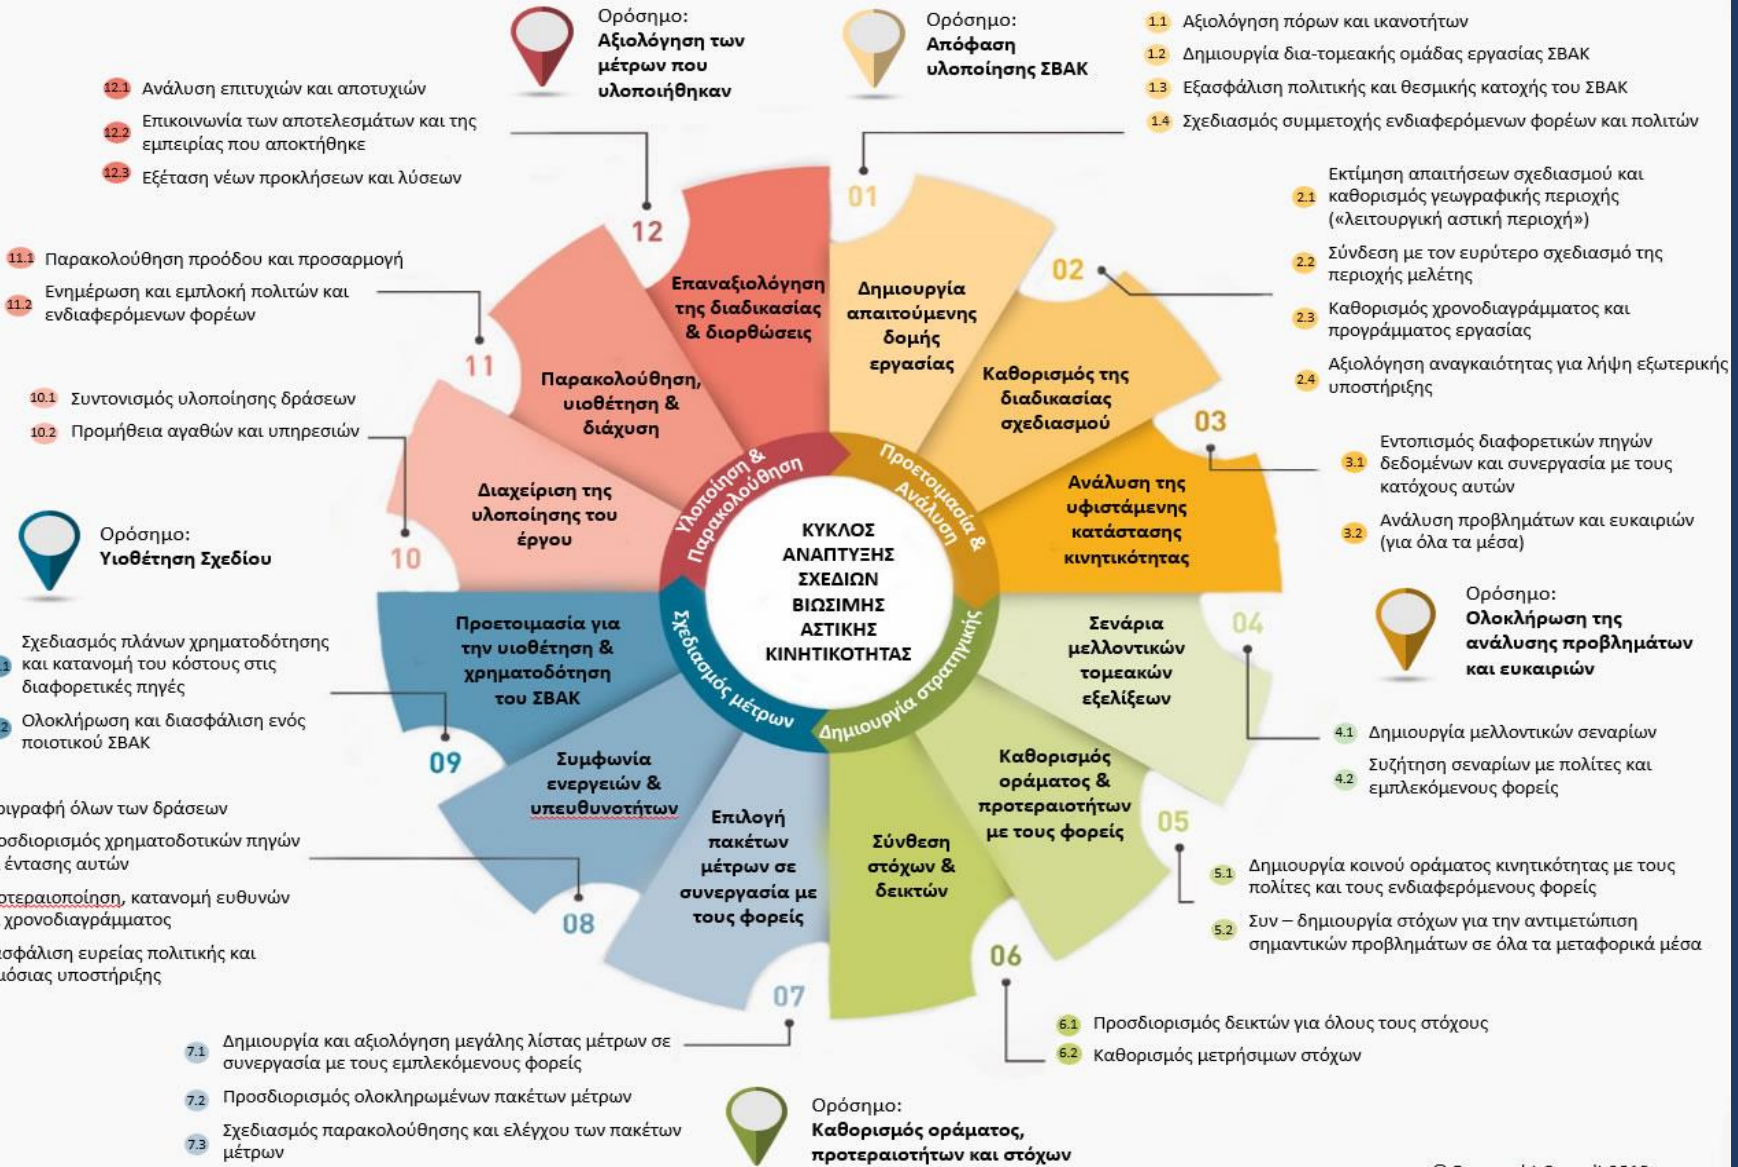 Ορόσημο:
Αξιολόγηση των
μέτρων που
υλοποιήθηκαν
Ορόσημο:
Απόφαση
υλοποίησης ΣΒΑΚ
1.1 Αξιολόγηση πόρων και ικανοτήτων
1.2 Δημιουργία δια-τομεακής ομάδας εργασίας ΣΒΑΚ
1.3 Εξασφάλιση πολιτικής και θεσμικής κατοχής του ΣΒΑΚ
1.4 Σχεδιασμός συμμετοχής ενδιαφερόμενων φορέων και πολιτών
12.1 Ανάλυση επιτυχιών και αποτυχιών
12.2 Επικοινωνία των αποτελεσμάτων και της
εμπειρίας που αποκτήθηκε
12.3 Εξέταση νέων προκλήσεων και λύσεων
Εκτίμηση απαιτήσεων σχεδιασμού και
2.1 καθορισμός γεωγραφικής περιοχής
(«λειτουργική αστική περιοχή»)
2.2 Σύνδεση με τον ευρύτερο σχεδιασμό της
περιοχής μελέτης
2.3 Καθορισμός χρονοδιαγράμματος και
προγράμματος εργασίας
2.4 Αξιολόγηση αναγκαιότητας για λήψη εξωτερικής
υποστήριξης
11.1 Παρακολούθηση προόδου και προσαρμογή
11.2 Ενημέρωση και εμπλοκή πολιτών και
ενδιαφερόμενων φορέων
10.1 Συντονισμός υλοποίησης δράσεων
10.2 Προμήθεια αγαθών και υπηρεσιών
Εντοπισμός διαφορετικών πηγών
3.1 δεδομένων και συνεργασία με τους
κατόχους αυτών
3.2 Ανάλυση προβλημάτων και ευκαιριών
(για όλα τα μέσα)
Ορόσημο:
Υιοθέτηση Σχεδίου
Ορόσημο:
Ολοκλήρωση της
ανάλυσης προβλημάτων
και ευκαιριών
01
Δημιουργία
απαιτούμενης
δομής
εργασίας
02
Καθορισμός της
διαδικασίας
σχεδιασμού
03
Ανάλυση της
υφιστάμενης
κατάστασης
κινητικότητας
04
Σενάρια
μελλοντικών
τομεακών
εξελίξεων
05
Καθορισμός
οράματος &
προτεραιοτήτων
με τους φορείς
06
Σύνθεση
στόχων &
δεικτών
07
Επιλογή
πακέτων
μέτρων σε
συνεργασία με
τους φορείς
08
Συμφωνία
ενεργειών &
υπευθυνοτήτων
09
Προετοιμασία για
την υιοθέτηση &
χρηματοδότηση
του ΣΒΑΚ
10
Διαχείριση της
υλοποίησης του
έργου
11
Παρακολούθηση,
υιοθέτηση &
διάχυση
12
Επαναξιολόγηση
της διαδικασίας
& διορθώσεις
Προετοιμασία &
Ανάλυση
Δημιουργία στρατηγικής
Σχεδιασμός μέτρων
Υλοποίηση &
Παρακολούθηση
ΚΥΚΛΟΣ
ΑΝΑΠΤΥΞΗΣ
ΣΧΕΔΙΩΝ
ΒΙΩΣΙΜΗΣ
ΑΣΤΙΚΗΣ
ΚΙΝΗΤΙΚΟΤΗΤΑΣ
Σχεδιασμός πλάνων χρηματοδότησης
και κατανομή του κόστους στις
διαφορετικές πηγές
Ολοκλήρωση και διασφάλιση ενός
ποιοτικού ΣΒΑΚ
όλων των δράσεων
χρηματοδοτικών πηγών
έντασης αυτών
κατανομή ευθυνών
χρονοδιαγράμματος
ευρείας πολιτικής και
υποστήριξης
4.1 Δημιουργία μελλοντικών σεναρίων
4.2 Συζήτηση σεναρίων με πολίτες και
εμπλεκόμενους φορείς
5.1 Δημιουργία κοινού οράματος κινητικότητας με τους
πολίτες και τους ενδιαφερόμενους φορείς
5.2 Συν – δημιουργία στόχων για την αντιμετώπιση
σημαντικών προβλημάτων σε όλα τα μεταφορικά μέσα
6.1 Προσδιορισμός δεικτών για όλους τους στόχους
6.2 Καθορισμός μετρήσιμων στόχων
7.1 Δημιουργία και αξιολόγηση μεγάλης λίστας μέτρων σε
συνεργασία με τους εμπλεκόμενους φορείς
7.2 Προσδιορισμός ολοκληρωμένων πακέτων μέτρων
7.3 Σχεδιασμός παρακολούθησης και ελέγχου των πακέτων
μέτρων
Ορόσημο:
Καθορισμός οράματος,
προτεραιοτήτων και στόχων